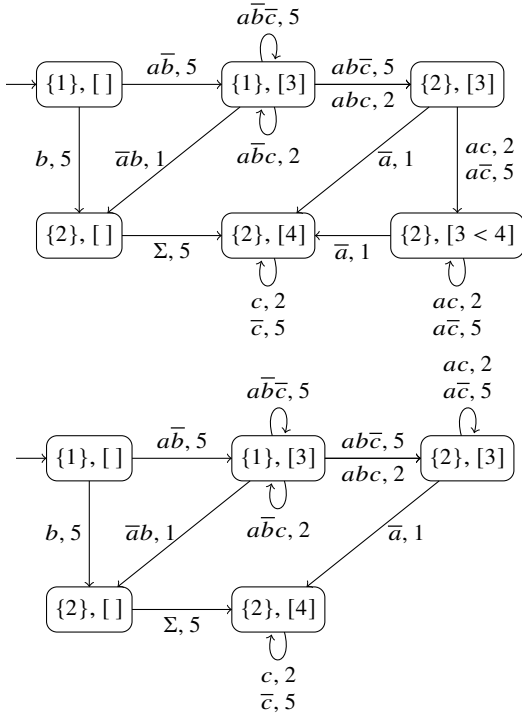 ab̅c̅, 5
{1}, [ ]
ab̅, 5
{1}, [3]
abc̅, 5
abc, 2
{2}, [3]
b, 5
a̅b, 1
ab̅c, 2
a̅, 1
ac, 2
ac̅, 5
{2}, [ ]
Σ, 5
{2}, [4]
a̅, 1
{2}, [3 < 4]
c, 2
c̅, 5
ac, 2
ac̅, 5
ac, 2
ac̅, 5
ab̅c̅, 5
{1}, [ ]
ab̅, 5
{1}, [3]
abc̅, 5
abc, 2
{2}, [3]
b, 5
a̅b, 1
ab̅c, 2
a̅, 1
{2}, [ ]
Σ, 5
{2}, [4]
c, 2
c̅, 5